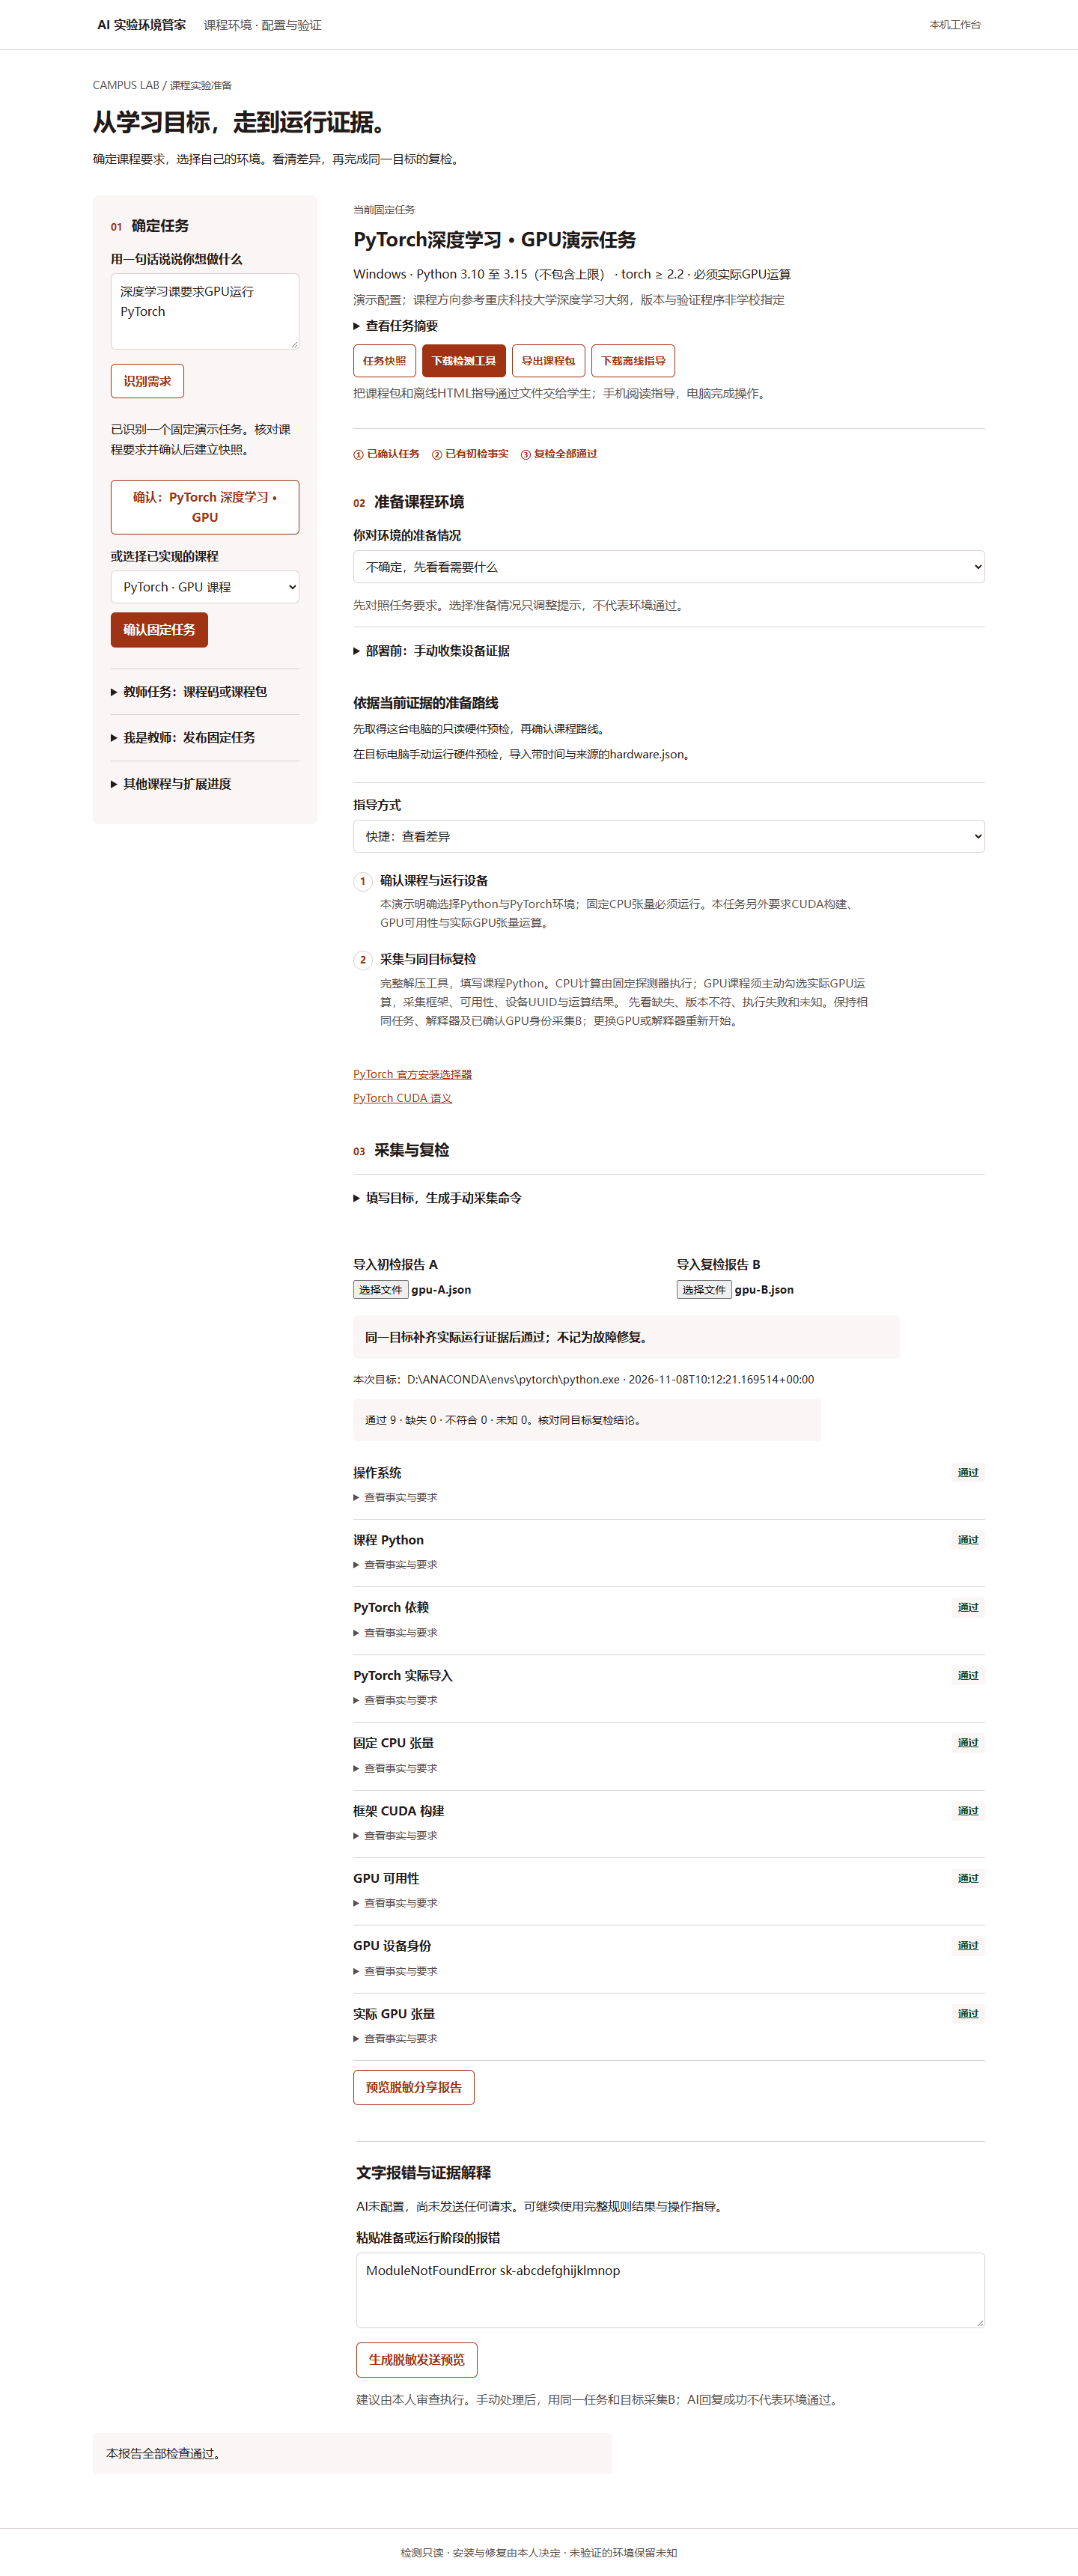 AI 实验环境管家 课程环境 · 配置与验证 本机工作台
CAMPUS LAB / 课程实验准备
从学习目标，走到运行证据。
确定课程要求，选择自己的环境。看清差异，再完成同一目标的复检。
01 确定任务
用一句话说说你想做什么
深度学习课要求GPU运行
PyTorch
识别需求
已识别一个固定演示任务。核对课
程要求并确认后建立快照。
确认：PyTorch 深度学习 ·
GPU
或选择已实现的课程
PyTorch · GPU 课程
确认固定任务
教师任务：课程码或课程包
我是教师：发布固定任务
其他课程与扩展进度
当前固定任务
PyTorch深度学习 · GPU演示任务
Windows · Python 3.10 至 3.15（不包含上限） · torch ≥ 2.2 · 必须实际GPU运算
演示配置；课程方向参考重庆科技大学深度学习大纲，版本与验证程序非学校指定
查看任务摘要
任务快照 下载检测工具 导出课程包 下载离线指导
把课程包和离线HTML指导通过文件交给学生；手机阅读指导，电脑完成操作。
① 已确认任务 ② 已有初检事实 ③ 复检全部通过
02 准备课程环境
你对环境的准备情况
不确定，先看看需要什么
先对照任务要求。选择准备情况只调整提示，不代表环境通过。
部署前：手动收集设备证据
依据当前证据的准备路线
先取得这台电脑的只读硬件预检，再确认课程路线。
在目标电脑手动运行硬件预检，导入带时间与来源的hardware.json。
指导方式
快捷：查看差异
1 确认课程与运行设备
本演示明确选择Python与PyTorch环境；固定CPU张量必须运行。本任务另外要求CUDA构建、
GPU可用性与实际GPU张量运算。
2 采集与同目标复检
完整解压工具，填写课程Python。CPU计算由固定探测器执行；GPU课程须主动勾选实际GPU运
算，采集框架、可用性、设备UUID与运算结果。 先看缺失、版本不符、执行失败和未知。保持相
同任务、解释器及已确认GPU身份采集B；更换GPU或解释器重新开始。
PyTorch 官方安装选择器
PyTorch CUDA 语义
03 采集与复检
填写目标，生成手动采集命令
导入初检报告 A 导入复检报告 B
选择文件 gpu-A.json 选择文件 gpu-B.json
同一目标补齐实际运行证据后通过；不记为故障修复。
本次目标：D:\ANACONDA\envs\pytorch\python.exe · 2026-11-08T10:12:21.169514+00:00
通过 9 · 缺失 0 · 不符合 0 · 未知 0。核对同目标复检结论。
操作系统 通过
查看事实与要求
课程 Python 通过
查看事实与要求
PyTorch 依赖 通过
查看事实与要求
PyTorch 实际导入 通过
查看事实与要求
固定 CPU 张量 通过
查看事实与要求
框架 CUDA 构建 通过
查看事实与要求
GPU 可用性 通过
查看事实与要求
GPU 设备身份 通过
查看事实与要求
实际 GPU 张量 通过
查看事实与要求
预览脱敏分享报告
文字报错与证据解释
AI未配置，尚未发送任何请求。可继续使用完整规则结果与操作指导。
粘贴准备或运行阶段的报错
ModuleNotFoundError sk-abcdefghijklmnop
生成脱敏发送预览
建议由本人审查执行。手动处理后，用同一任务和目标采集B；AI回复成功不代表环境通过。
本报告全部检查通过。
检测只读 · 安装与修复由本人决定 · 未验证的环境保留未知